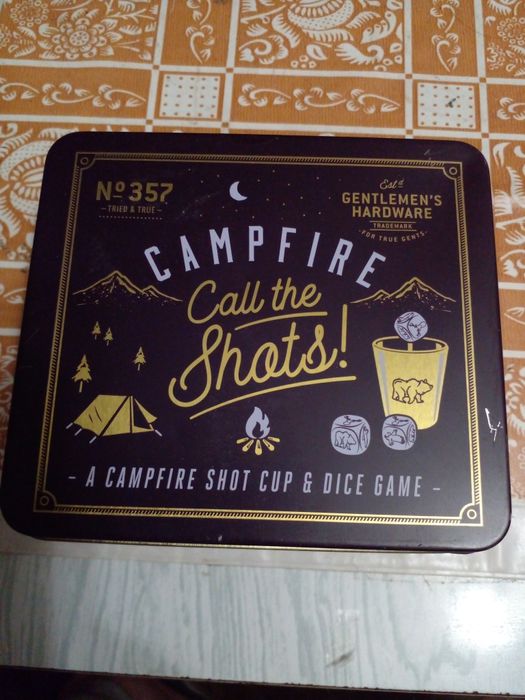 Nº 357
- TRIED & TRUE -
Estd
GENTLEMEN'S
HARDWARE
TRADEMARK
-FOR TRUE GENTS-
CAMPFIRE
Call the
Shots!
- A CAMPFIRE SHOT CUP & DICE GAME -